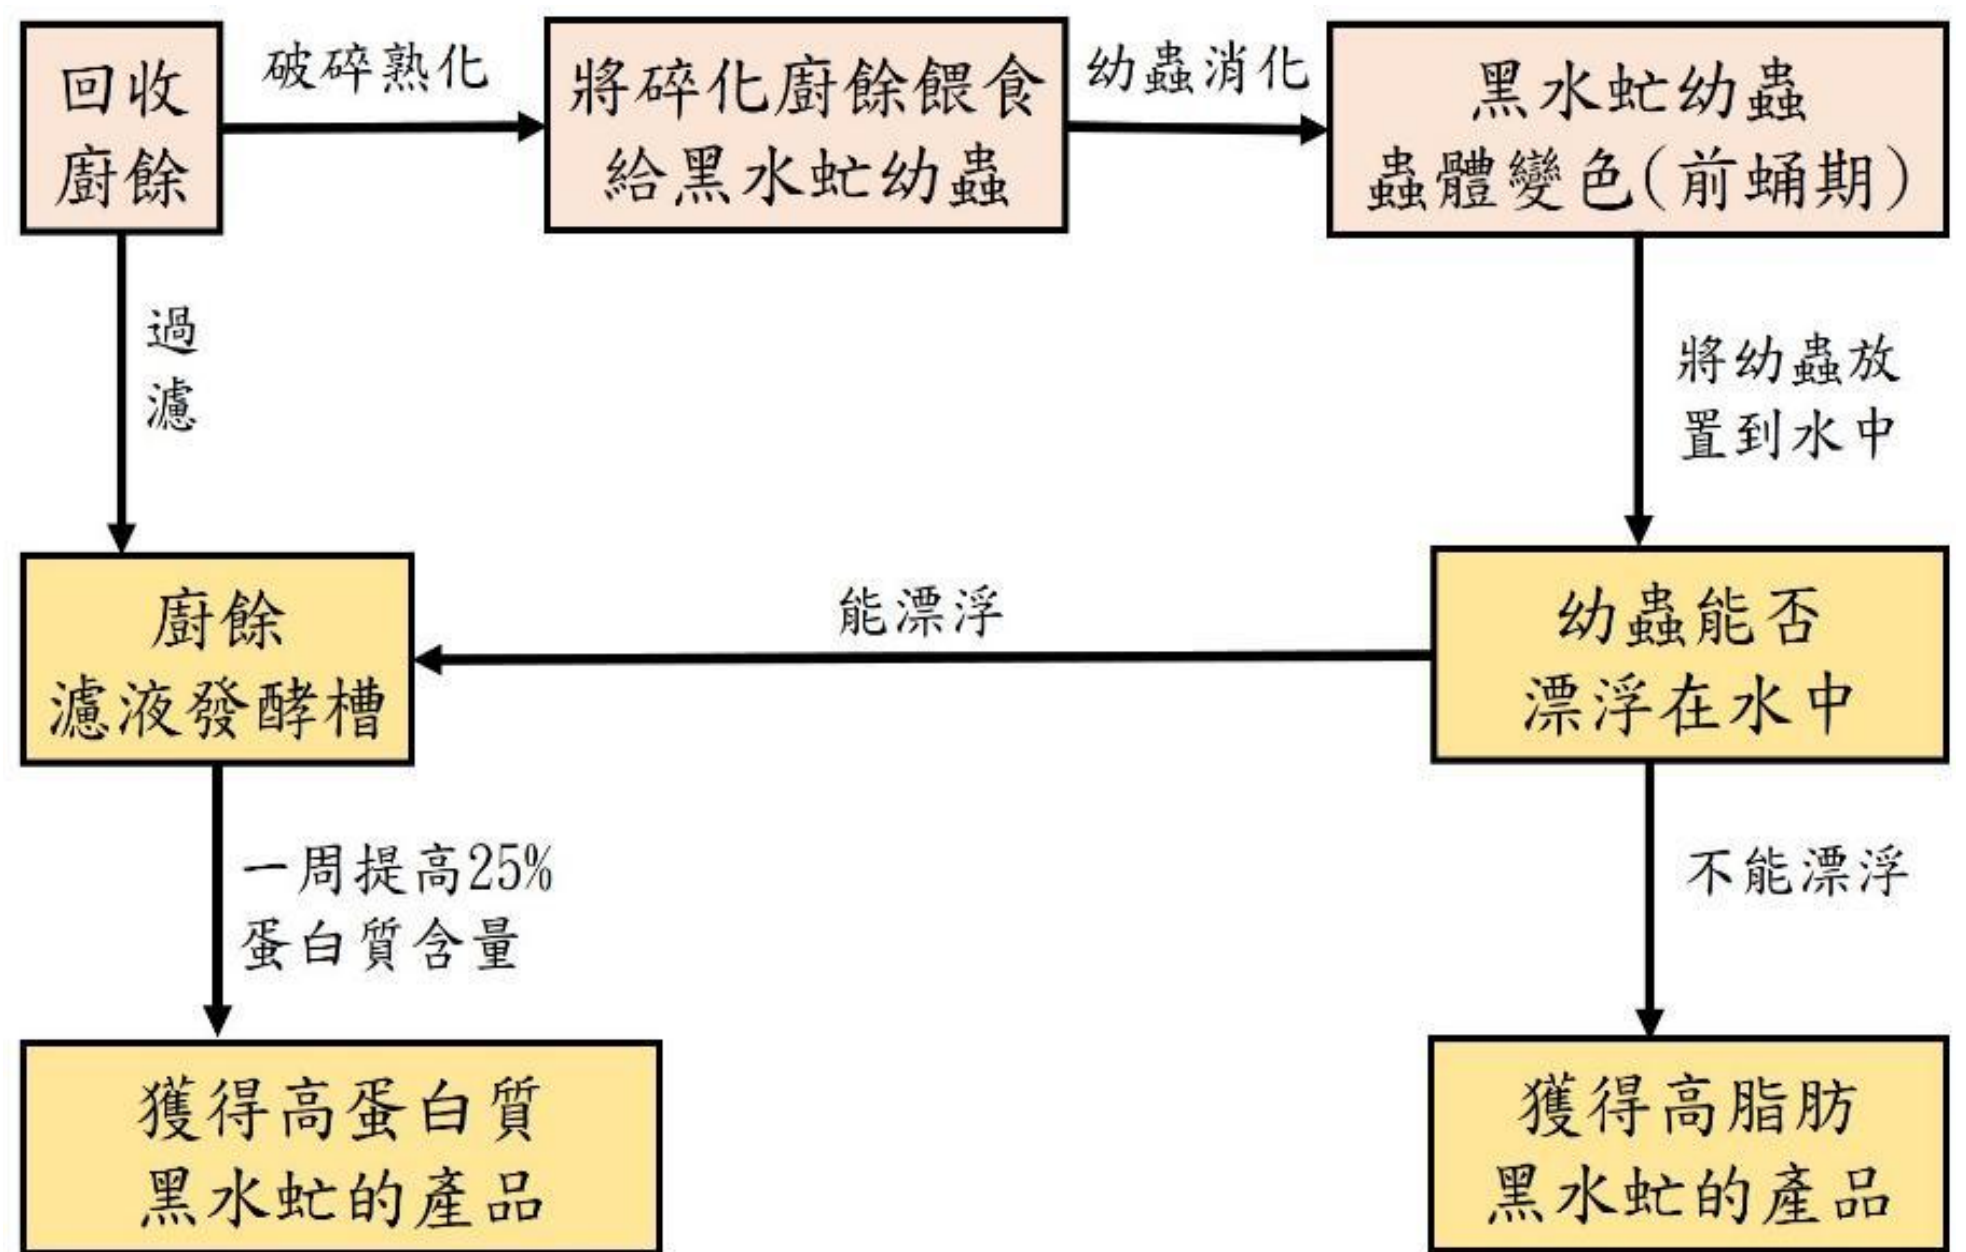 回收
廚餘
破碎熟化
將碎化廚餘餵食
給黑水虻幼蟲
幼蟲消化
黑水虻幼蟲
蟲體變色(前蛹期)
過
濾
將幼蟲放
置到水中
廚餘
濾液發酵槽
能漂浮
幼蟲能否
漂浮在水中
一周提高25%
蛋白質含量
不能漂浮
獲得高蛋白質
黑水虻的產品
獲得高脂肪
黑水虻的產品